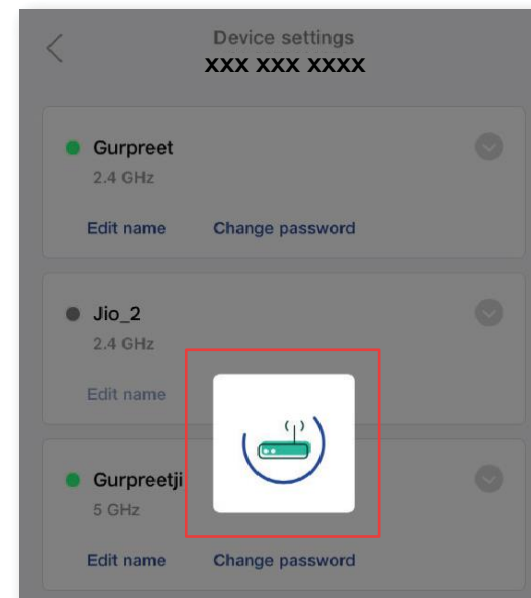 Device settings
XXX XXX XXXX
Gurpreet
2.4 GHz
Edit name Change password
Jio_2
2.4 GHz
Edit name
Gurpreetji
5 GHz
Edit name Change password